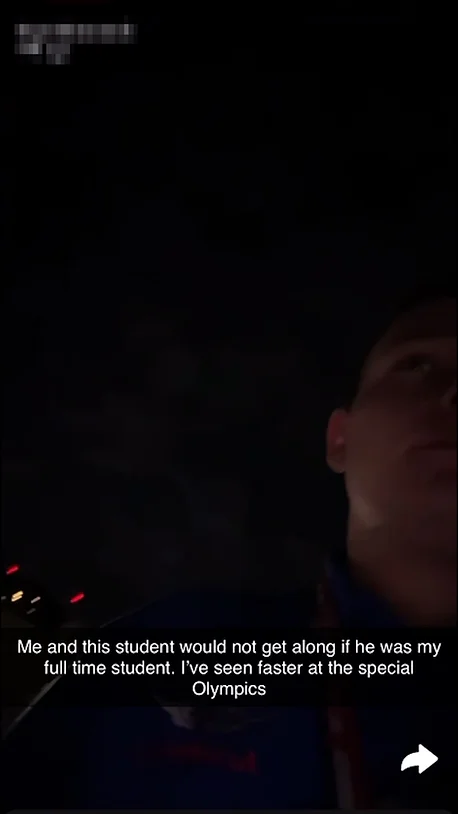 Me and this student would not get along if he was my
full time student. I've seen faster at the special
Olympics